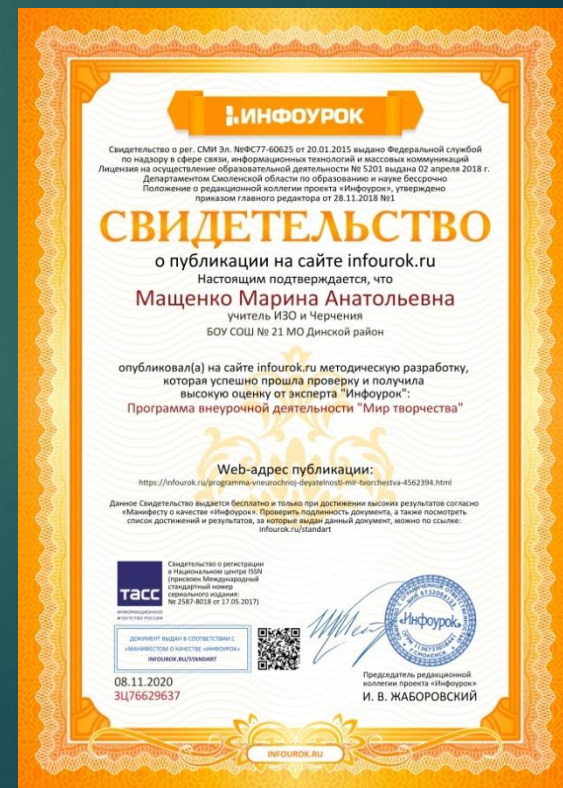 ИНФОУРОК
Свидетельство о рег. СМИ Эл. №ФС77-60625 от 20.01.2015 выдано Федеральной службой
по надзору в сфере связи, информационных технологий и массовых коммуникаций
Лицензия на осуществление образовательной деятельности № 5201 выдана 02 апреля 2018 г.
Департаментом Смоленской области по образованию и науке бессрочно
Положение о редакционной коллегии проекта «Инфоурок», утверждено
приказом главного редактора от 28.11.2018 №1
СВИДЕТЕЛЬСТВО
о публикации на сайте infourok.ru
Настоящим подтверждается, что
Мащенко Марина Анатольевна
учитель ИЗО и Черчения
БОУ СОШ № 21 МО Динской район
опубликовал(а) на сайте infourok.ru методическую разработку,
которая успешно прошла проверку и получила
высокую оценку от эксперта "Инфоурок":
Программа внеурочной деятельности "Мир творчества"
Web-адрес публикации:
https://infourok.ru/programma-vneurochnoj-deyatelnosti-mir-tvorchestva-4562394.html
Данное Свидетельство выдается бесплатно и только при достижении высоких результатов согласно
«Манифесту о качестве «Инфоурок». Проверить подлинность документа, а также посмотреть
список достижений и результатов, за которые выдан данный документ, можно по ссылке:
infourok.ru/standart
Свидетельство о регистрации
в Национальном центре ISSN
(присвоен Международный
стандартный номер
сериального издания:
№ 2587-8018 от 17.05.2017)
ТАСС
ИНФОРМАЦИОННОЕ
АГЕНТСТВО РОССИИ
ДОКУМЕНТ ВЫДАН В СООТВЕТСТВИИ С
«МАНИФЕСТОМ О КАЧЕСТВЕ «ИНФОУРОК»
INFOUROK.RU/STANDART
«Инфоурок»
08.11.2020
ЗЦ76629637
Председатель редакционной
коллегии проекта «Инфоурок»
И. В. ЖАБОРОВСКИЙ
INFOUROK.RU